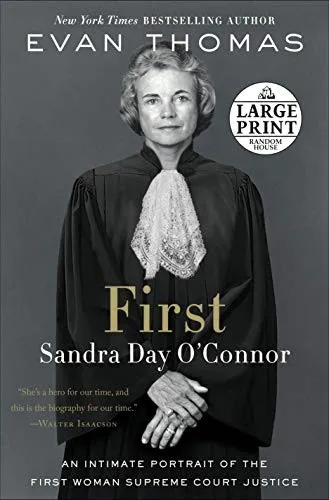 New York Times BESTSELLING AUTHOR
EVAN THOMAS
LARGE
PRINT
RANDOM
HOUSE
First
Sandra Day O'Connor
"She's a hero for our time, and
this is the biography for our time."
—WALTER ISAACSON
AN INTIMATE PORTRAIT OF THE
FIRST WOMAN SUPREME COURT JUSTICE